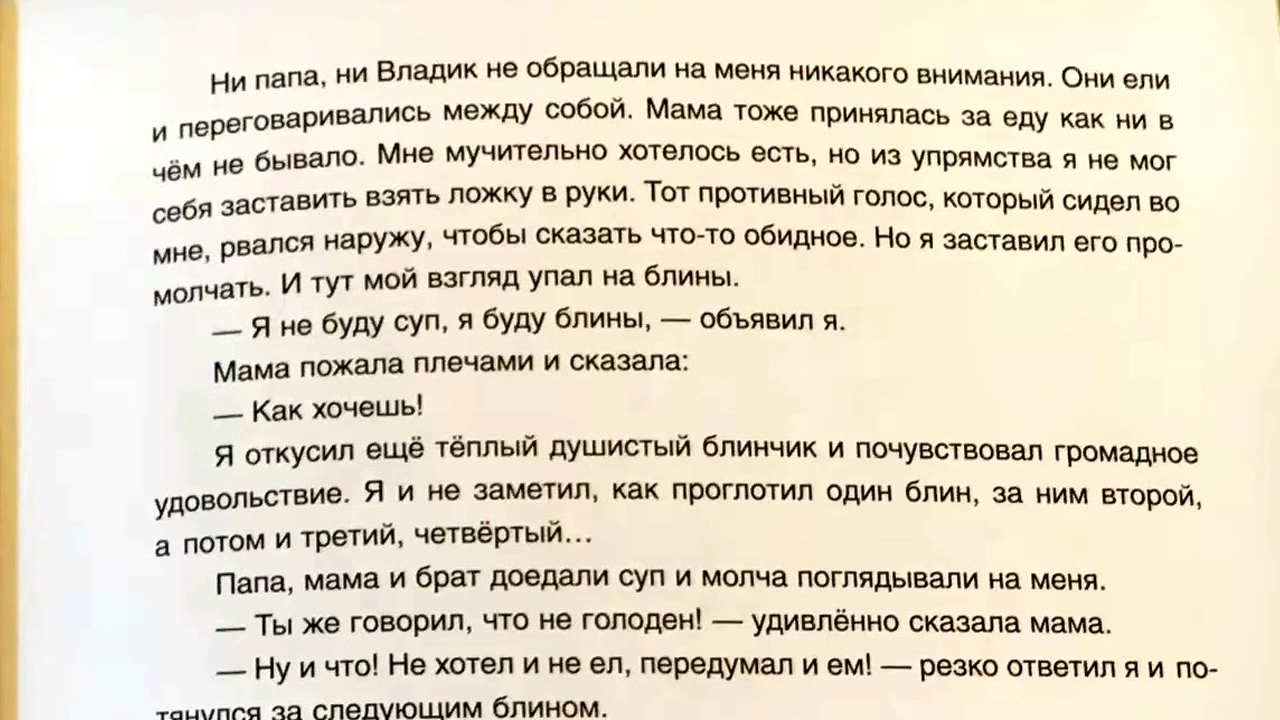 Ни папа, ни Владик не обращали на меня никакого внимания. Они ели
и переговаривались между собой. Мама тоже принялась за еду как ни в
чём не бывало. Мне мучительно хотелось есть, но из упрямства я не мог
себя заставить взять ложку в руки. Тот противный голос, который сидел во
мне, рвался наружу, чтобы сказать что-то обидное. Но я заставил его про-
молчать. И тут мой взгляд упал на блины.
— Я не буду суп, я буду блины, — объявил я.
Мама пожала плечами и сказала:
— Как хочешь!
Я откусил ещё тёплый душистый блинчик и почувствовал громадное
удовольствие. Я и не заметил, как проглотил один блин, за ним второй,
а потом и третий, четвёртый...
Папа, мама и брат доедали суп и молча поглядывали на меня.
— Ты же говорил, что не голоден! — удивлённо сказала мама.
— Ну и что! Не хотел и не ел, передумал и ем! — резко ответил я и по-
тянулся за следующим блином.